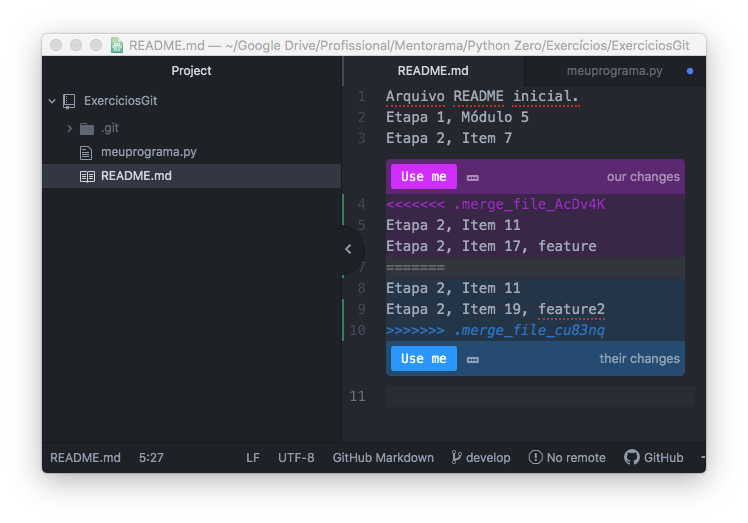 README.md — ~/Google Drive/Profissional/Mentorama/Python Zero/Exercícios/ExerciciosGit
Project
ExerciciosGit
.git
meuprograma.py
README.md
README.md
meuprograma.py
1 Arquivo README inicial.
2 Etapa 1, Módulo 5
3 Etapa 2, Item 7
Use me our changes
4 <<<<<<< .merge_file_AcDv4K
5 Etapa 2, Item 11
Etapa 2, Item 17, feature
7 =======
8 Etapa 2, Item 11
9 Etapa 2, Item 19, feature2
10 >>>>>>> .merge_file_cu83nq
Use me their changes
11
README.md 5:27 LF UTF-8 GitHub Markdown develop No remote GitHub